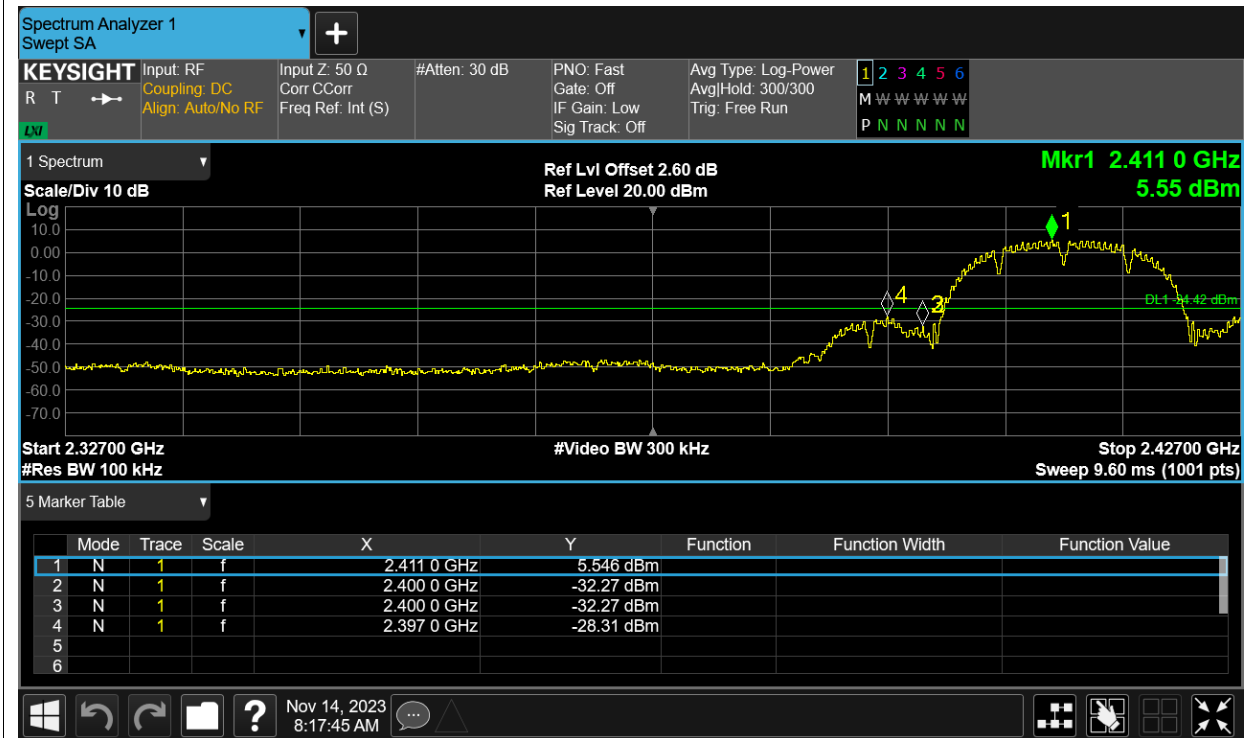 Spectrum Analyzer 1
Swept SA
+
KEYSIGHT Input: RF Input Z: 50 Ω #Atten: 30 dB PNO: Fast Avg Type: Log-Power 1 2 3 4 5 6
R T Coupling: DC Corr CCorr Gate: Off Avg|Hold: 300/300 M W W W W W
Align: Auto/No RF Freq Ref: Int (S) IF Gain: Low Trig: Free Run P N N N N N
LXI Sig Track: Off
1 Spectrum Ref Lvl Offset 2.60 dB Mkr1 2.411 0 GHz
Scale/Div 10 dB Ref Level 20.00 dBm 5.55 dBm
Log
10.0
0.00
-10.0
-20.0
-30.0
-40.0
-50.0
-60.0
-70.0
1
4
DL1 -24.42 dBm
Start 2.32700 GHz #Video BW 300 kHz Stop 2.42700 GHz
#Res BW 100 kHz Sweep 9.60 ms (1001 pts)
5 Marker Table
Mode Trace Scale X Y Function Function Width Function Value
1 N 1 f 2.411 0 GHz 5.546 dBm
2 N 1 f 2.400 0 GHz -32.27 dBm
3 N 1 f 2.400 0 GHz -32.27 dBm
4 N 1 f 2.397 0 GHz -28.31 dBm
5
6
? Nov 14, 2023
8:17:45 AM